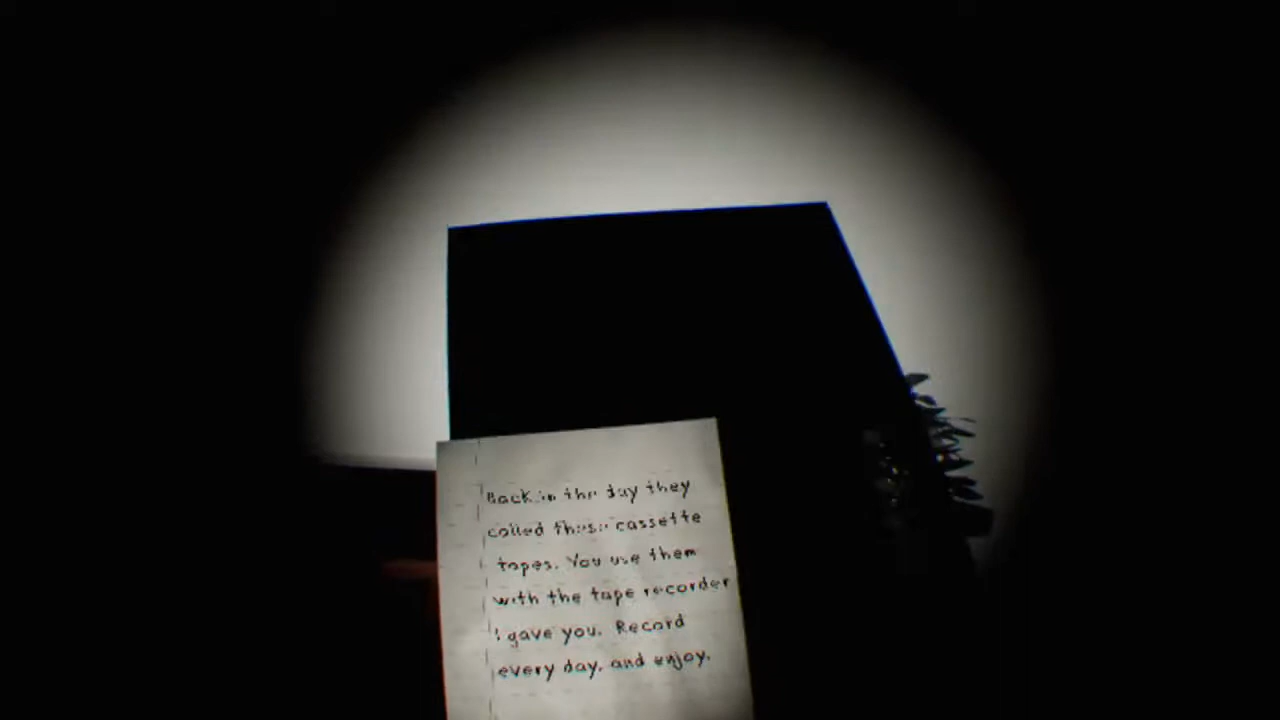 Back in the day they
called these cassette
tapes. You use them
with the tape recorder
I gave you. Record
every day, and enjoy.